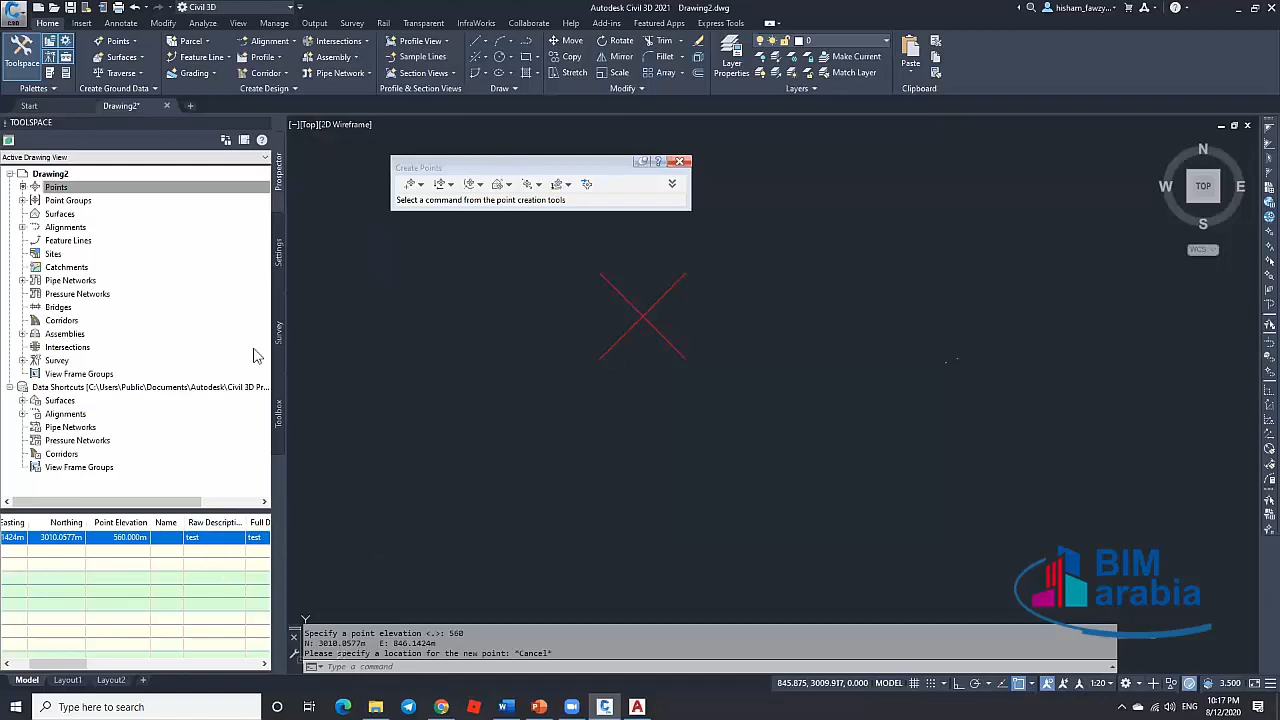 Civil 3D
Autodesk Civil 3D 2021 Drawing2.dwg
hisham_fawzy...
C3D
Home Insert Annotate Modify Analyze View Manage Output Survey Rail Transparent InfraWorks Collaborate Help Add-ins Featured Apps Express Tools
Toolspace
Points
Surfaces
Traverse
Parcel
Feature Line
Grading
Alignment
Profile
Corridor
Intersections
Assembly
Pipe Network
Profile View
Sample Lines
Section Views
Move Rotate Trim
Copy Mirror Fillet
Stretch Scale Array
Layer
Properties
0
Make Current
Match Layer
Paste
Palettes Create Ground Data Create Design Profile & Section Views Draw Modify Layers Clipboard
Start Drawing2*
TOOLSPACE
Active Drawing View
Drawing2
Points
Point Groups
Surfaces
Alignments
Feature Lines
Sites
Catchments
Pipe Networks
Pressure Networks
Bridges
Corridors
Assemblies
Intersections
Survey
View Frame Groups
Data Shortcuts [C:\Users\Public\Documents\Autodesk\Civil 3D Pr...
Surfaces
Alignments
Pipe Networks
Pressure Networks
Corridors
View Frame Groups
Prospector
Settings
Survey
Toolbox
Easting Northing Point Elevation Name Raw Descripti... Full D
1424m 3010.0577m 560.000m test test
[−][Top][2D Wireframe]
Create Points
Select a command from the point creation tools
N
W TOP E
S
WCS
Y
BIM
arabia
Specify a point elevation <.>: 560
N: 3010.0577m E: 846.1424m
Please specify a location for the new point: *Cancel*
Type a command
Model Layout1 Layout2
845.875, 3009.917, 0.000 MODEL 1:20 3.500
Type here to search
10:17 PM
8/12/2020